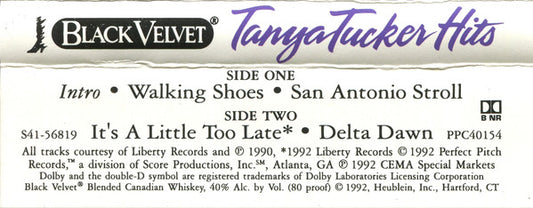 BLACK VELVET® Tanya Tucker Hits
SIDE ONE
Intro • Walking Shoes • San Antonio Stroll
SIDE TWO
DOLBY B NR
S41-56819 It's A Little Too Late* • Delta Dawn PPC40154
All tracks courtesy of Liberty Records and ℗ 1990, *1992 Liberty Records © 1992 Perfect Pitch
Records,™ a division of Score Productions, Inc.℠, Atlanta, GA ℗ 1992 CEMA Special Markets
Dolby and the double-D symbol are registered trademarks of Dolby Laboratories Licensing Corporation
Black Velvet® Blended Canadian Whiskey, 40% Alc. by Vol. (80 proof) © 1992, Heublein, Inc., Hartford, CT